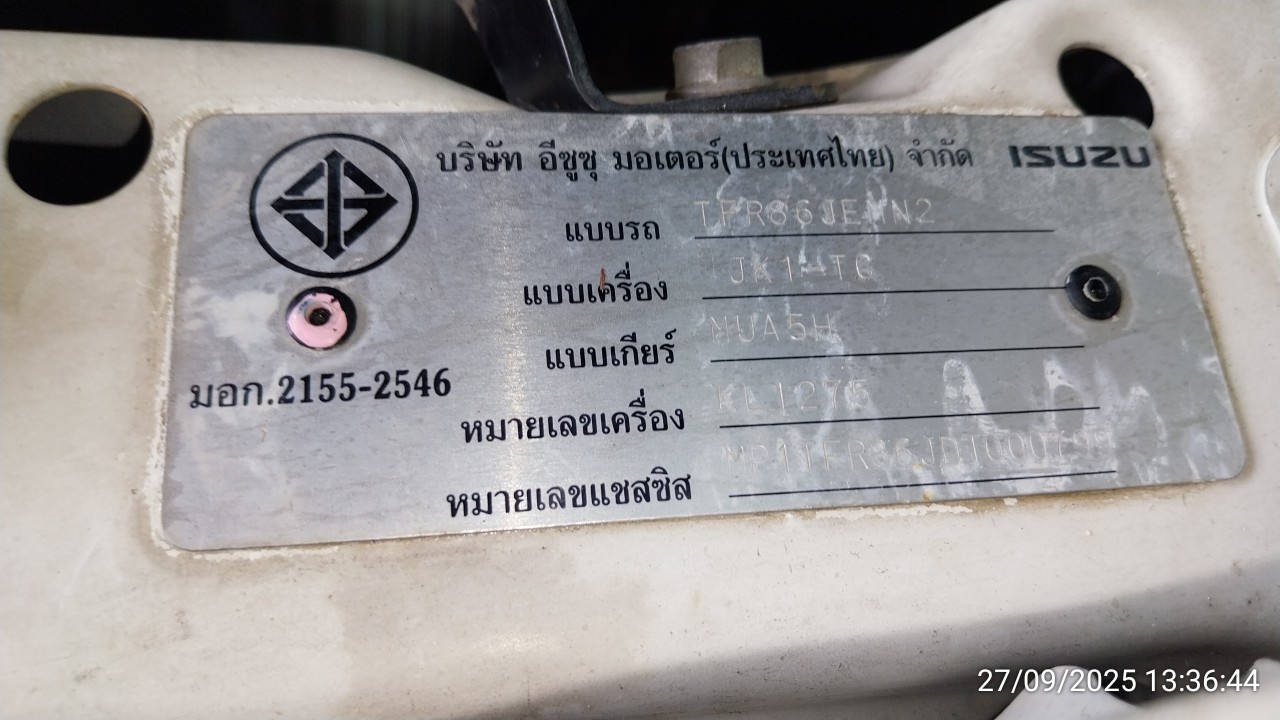 บริษัท อีซูซุ มอเตอร์(ประเทศไทย) จำกัด ISUZU
แบบรถ
แบบเครื่อง 4JK1-TC
แบบเกียร์ MUA5H
หมายเลขเครื่อง
หมายเลขแชสซิส
มอก.2155-2546
27/09/2025 13:36:44